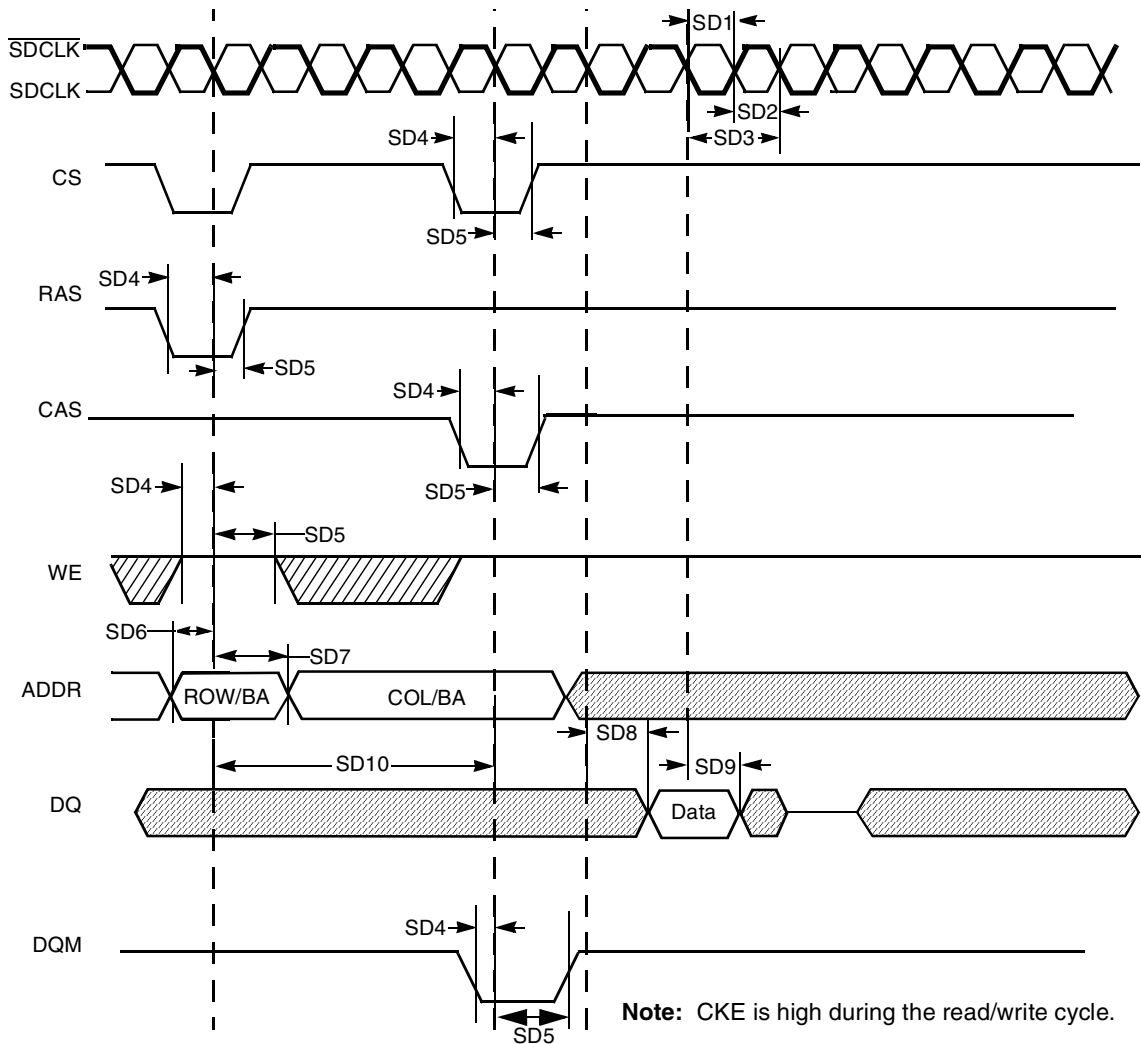 SD1
SDCLK
SDCLK
SD2
SD4
SD3
CS
SD5
SD4
RAS
SD5
SD4
CAS
SD4
SD5
SD5
WE
SD6
SD7
ADDR
ROW/BA
COL/BA
SD8
SD10
SD9
DQ
Data
SD4
DQM
Note: CKE is high during the read/write cycle.
SD5